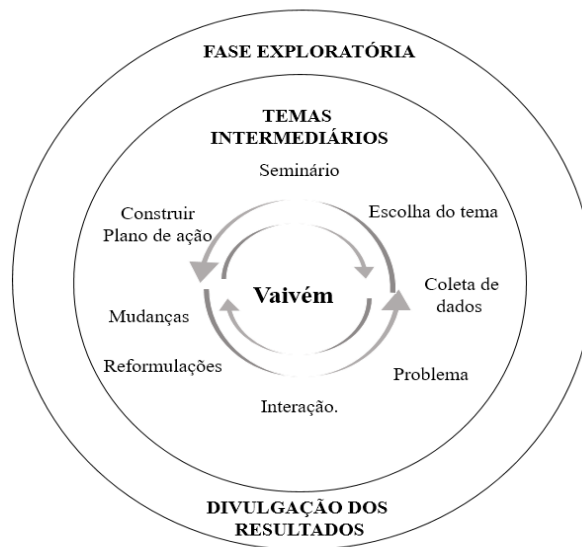 FASE EXPLORATÓRIA
TEMAS
INTERMEDIÁRIOS
Seminário
Construir
Plano de ação
Escolha do tema
Vaivém
Coleta de
dados
Mudanças
Reformulações
Problema
Interação.
DIVULGAÇÃO DOS
RESULTADOS